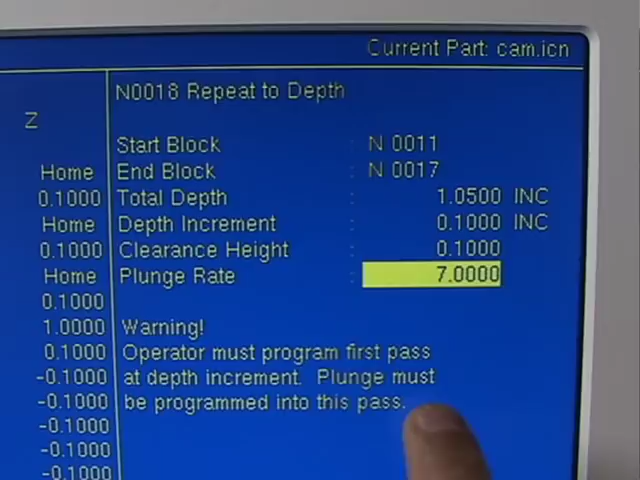 Current Part: cam.icn
N0018 Repeat to Depth
Z
Start Block : N 0011
Home End Block : N 0017
0.1000 Total Depth : 1.0500 INC
Home Depth Increment : 0.1000 INC
0.1000 Clearance Height : 0.1000
Home Plunge Rate : 7.0000
0.1000
1.0000 Warning!
0.1000 Operator must program first pass
-0.1000 at depth increment. Plunge must
-0.1000 be programmed into this pass.
-0.1000
-0.1000
-0.1000